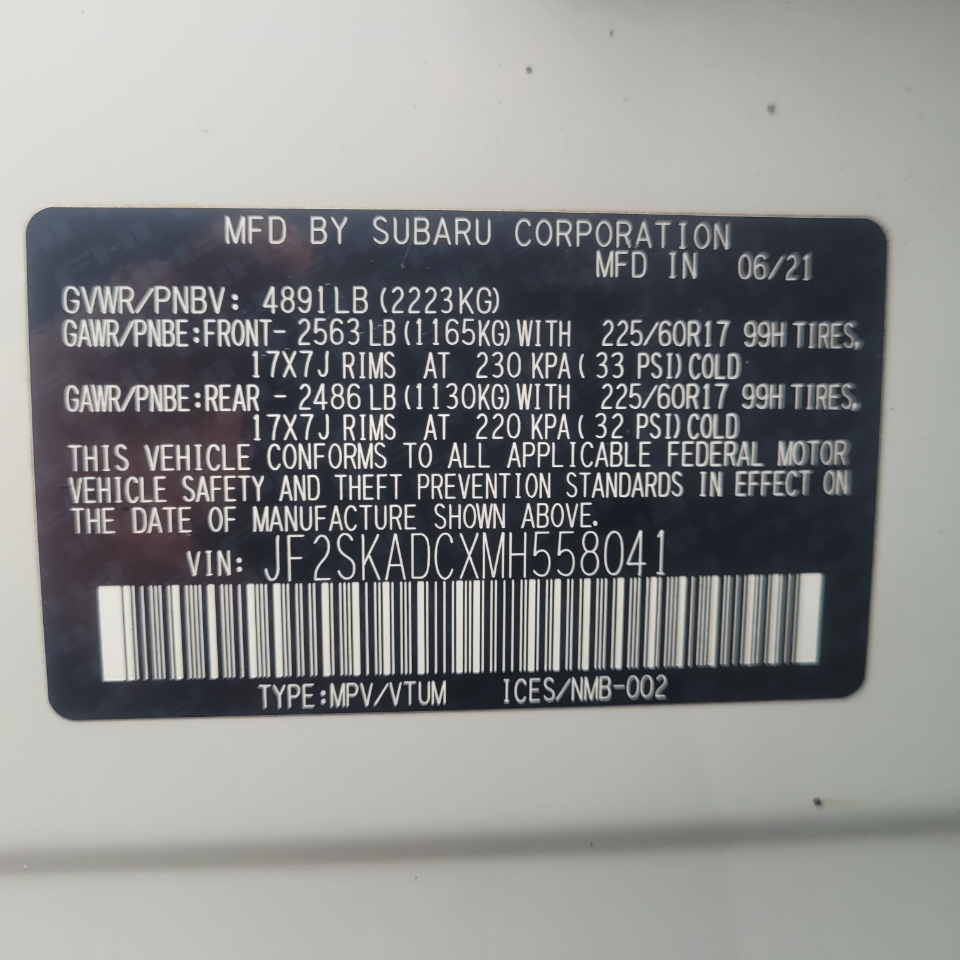 MFD BY SUBARU CORPORATION
MFD IN 06/21
GVWR/PNBV: 4891LB (2223KG)
GAWR/PNBE:FRONT- 2563 LB (1165KG) WITH 225/60R17 99H TIRES,
17X7J RIMS AT 230 KPA ( 33 PSI) COLD
GAWR/PNBE:REAR - 2486 LB (1130KG) WITH 225/60R17 99H TIRES,
17X7J RIMS AT 220 KPA ( 32 PSI) COLD
THIS VEHICLE CONFORMS TO ALL APPLICABLE FEDERAL MOTOR
VEHICLE SAFETY AND THEFT PREVENTION STANDARDS IN EFFECT ON
THE DATE OF MANUFACTURE SHOWN ABOVE.
VIN: JF2SKADCXMH558041
TYPE:MPV/VTUM ICES/NMB-002